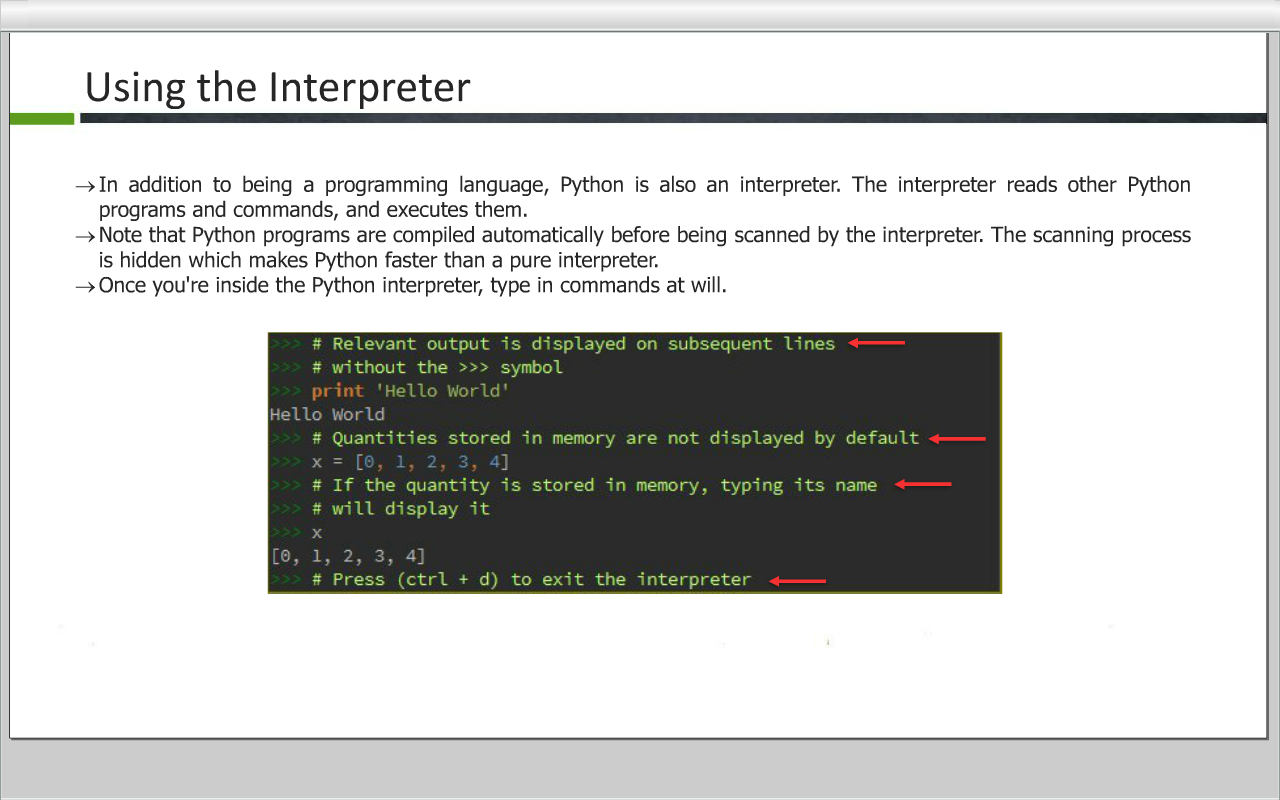 Using the Interpreter
→In addition to being a programming language, Python is also an interpreter. The interpreter reads other Python
programs and commands, and executes them.
→Note that Python programs are compiled automatically before being scanned by the interpreter. The scanning process
is hidden which makes Python faster than a pure interpreter.
→Once you're inside the Python interpreter, type in commands at will.
>>> # Relevant output is displayed on subsequent lines
>>> # without the >>> symbol
>>> print 'Hello World'
Hello World
>>> # Quantities stored in memory are not displayed by default
>>> x = [0, 1, 2, 3, 4]
>>> # If the quantity is stored in memory, typing its name
>>> # will display it
>>> x
[0, 1, 2, 3, 4]
>>> # Press (ctrl + d) to exit the interpreter